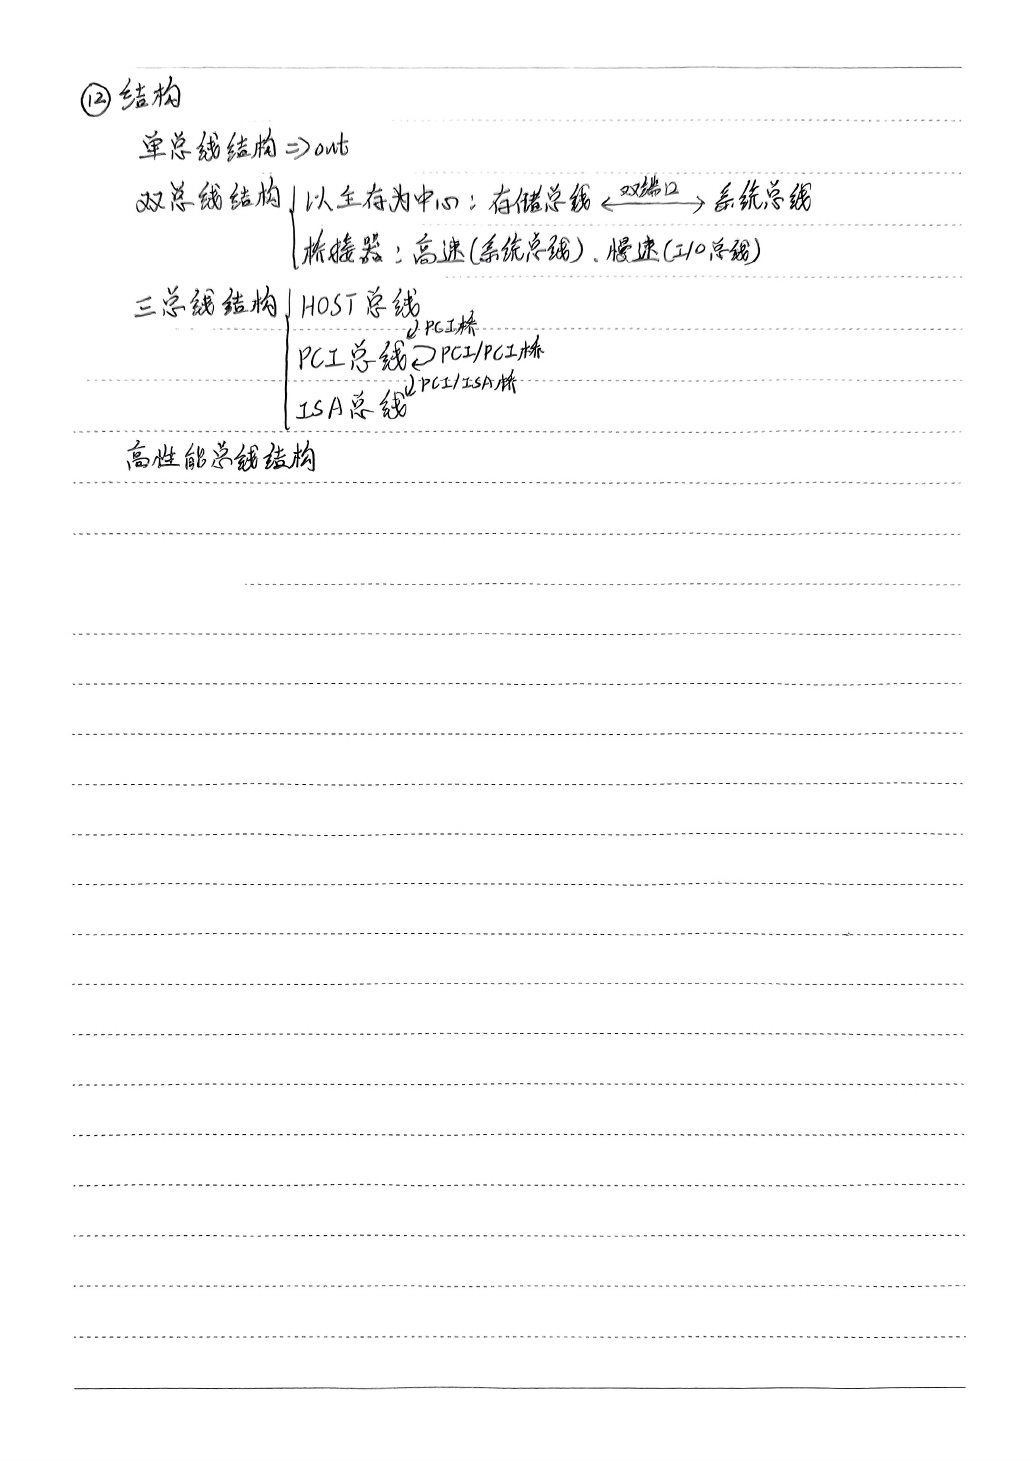 ⑫ 结构
单总线结构 => out
双总线结构 { 以主存为中心：存储总线 <—双端口—> 系统总线
桥接器：高速(系统总线)、慢速(I/O总线)
三总线结构 { HOST总线
↙ PCI桥
PCI总线 PCI/PCI桥
↙ PCI/ISA桥
ISA总线
高性能总线结构